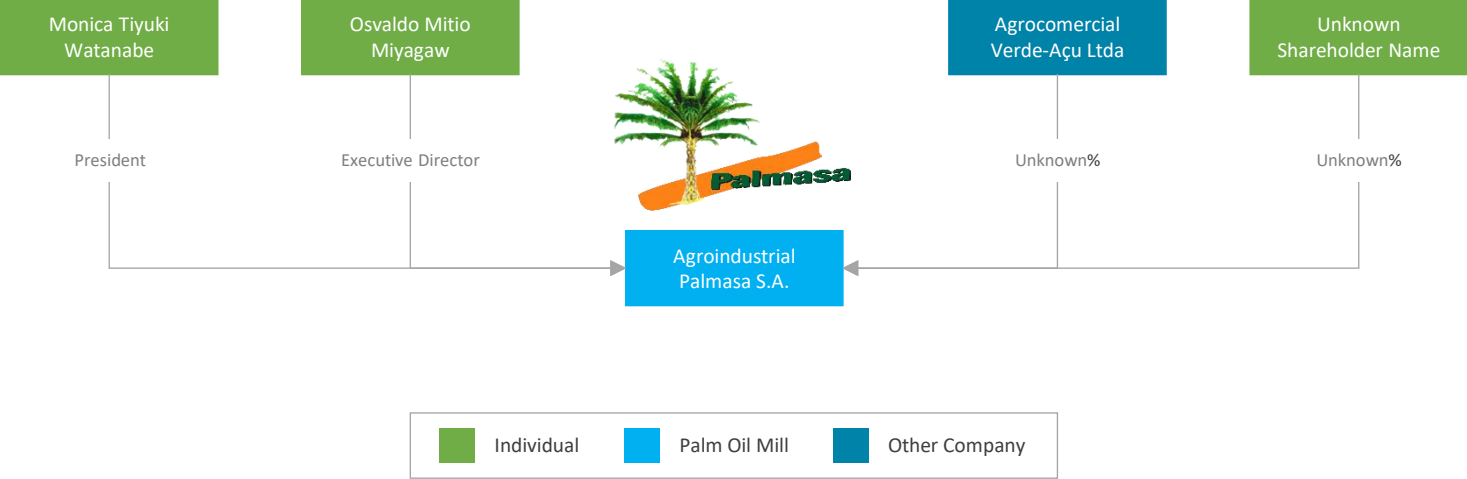 Monica Tiyuki
Watanabe
Osvaldo Mitio
Miyagaw
Agrocomercial
Verde-Açu Ltda
Unknown
Shareholder Name
President
Executive Director
Unknown%
Unknown%
Palmasa
Agroindustrial
Palmasa S.A.
Individual
Palm Oil Mill
Other Company